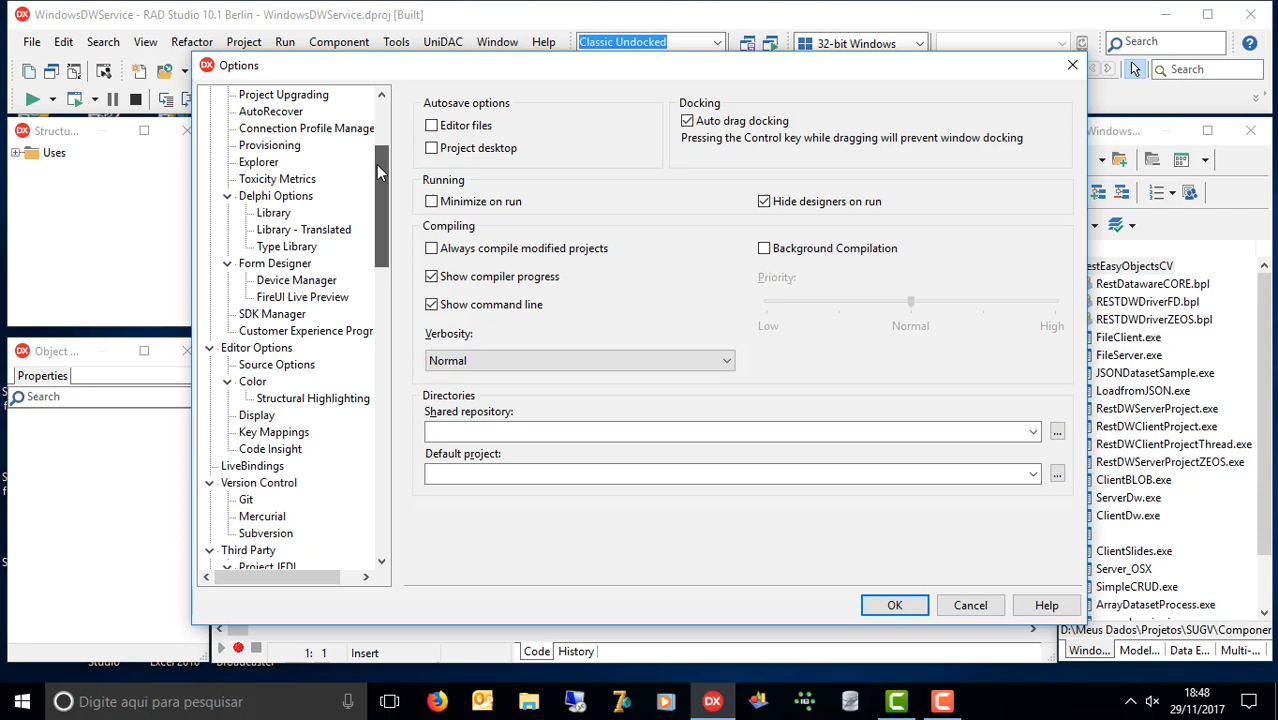 WindowsDWService - RAD Studio 10.1 Berlin - WindowsDWService.dproj [Built]
File Edit Search View Refactor Project Run Component Tools UniDAC Window Help
Classic Undocked
32-bit Windows
Search
Search
Options
Structu...
Uses
Object ...
Properties
Search
Project Upgrading
AutoRecover
Connection Profile Manage
Provisioning
Explorer
Toxicity Metrics
Delphi Options
Library
Library - Translated
Type Library
Form Designer
Device Manager
FireUI Live Preview
SDK Manager
Customer Experience Progr
Editor Options
Source Options
Color
Structural Highlighting
Display
Key Mappings
Code Insight
LiveBindings
Version Control
Git
Mercurial
Subversion
Third Party
Project JEDI
Autosave options
Editor files
Project desktop
Docking
Auto drag docking
Pressing the Control key while dragging will prevent window docking
Running
Minimize on run
Hide designers on run
Compiling
Always compile modified projects
Background Compilation
Show compiler progress
Priority:
Show command line
Low Normal High
Verbosity:
Normal
Directories
Shared repository:
...
Default project:
...
OK Cancel Help
Windows...
estEasyObjectsCV
RestDatawareCORE.bpl
RESTDWDriverFD.bpl
RESTDWDriverZEOS.bpl
FileClient.exe
FileServer.exe
JSONDatasetSample.exe
LoadfromJSON.exe
RestDWServerProject.exe
RestDWClientProject.exe
RestDWClientProjectThread.exe
RestDWServerProjectZEOS.exe
ClientBLOB.exe
ServerDw.exe
ClientDw.exe
ClientSlides.exe
Server_OSX
SimpleCRUD.exe
ArrayDatasetProcess.exe
D:\Meus Dados\Projetos\SUGV\Component
Windo... Model... Data E... Multi-...
1: 1 Insert
Code History
Studio Excel 2016 Broadcaster
Digite aqui para pesquisar
18:48
29/11/2017